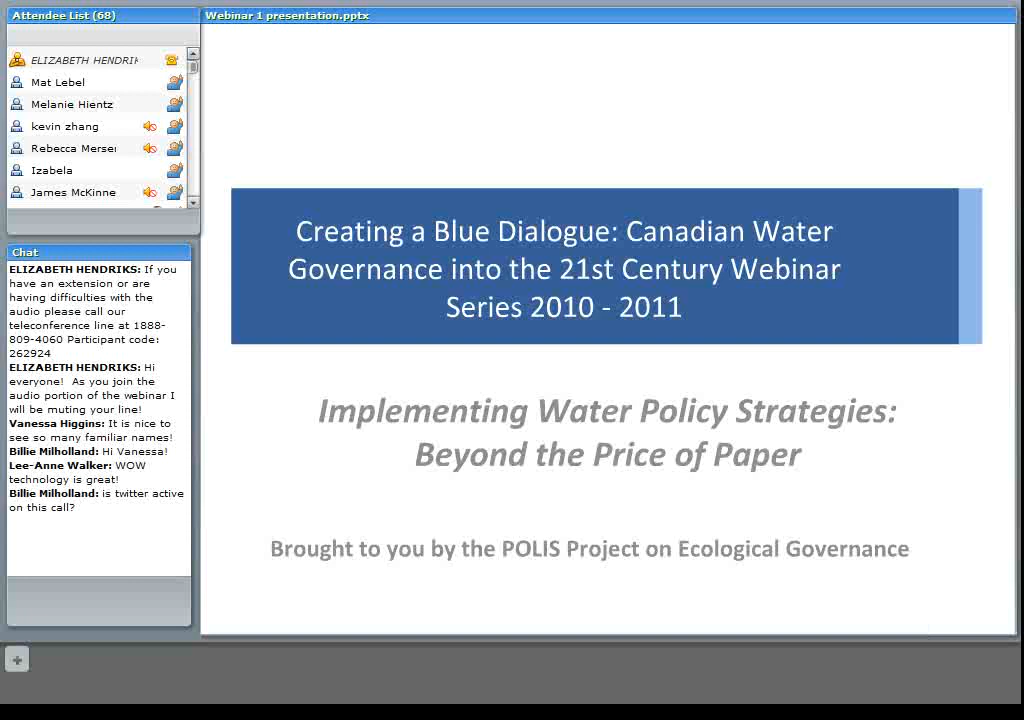 Attendee List (68)
ELIZABETH HENDRIK
Mat Lebel
Melanie Hientz
kevin zhang
Rebecca Merser
Izabela
James McKinne
Chat
ELIZABETH HENDRIKS: If you
have an extension or are
having difficulties with the
audio please call our
teleconference line at 1888-
809-4060 Participant code:
262924
ELIZABETH HENDRIKS: Hi
everyone! As you join the
audio portion of the webinar I
will be muting your line!
Vanessa Higgins: It is nice to
see so many familiar names!
Billie Milholland: Hi Vanessa!
Lee-Anne Walker: WOW
technology is great!
Billie Milholland: is twitter active
on this call?
Webinar 1 presentation.pptx
Creating a Blue Dialogue: Canadian Water
Governance into the 21st Century Webinar
Series 2010 - 2011
Implementing Water Policy Strategies:
Beyond the Price of Paper
Brought to you by the POLIS Project on Ecological Governance